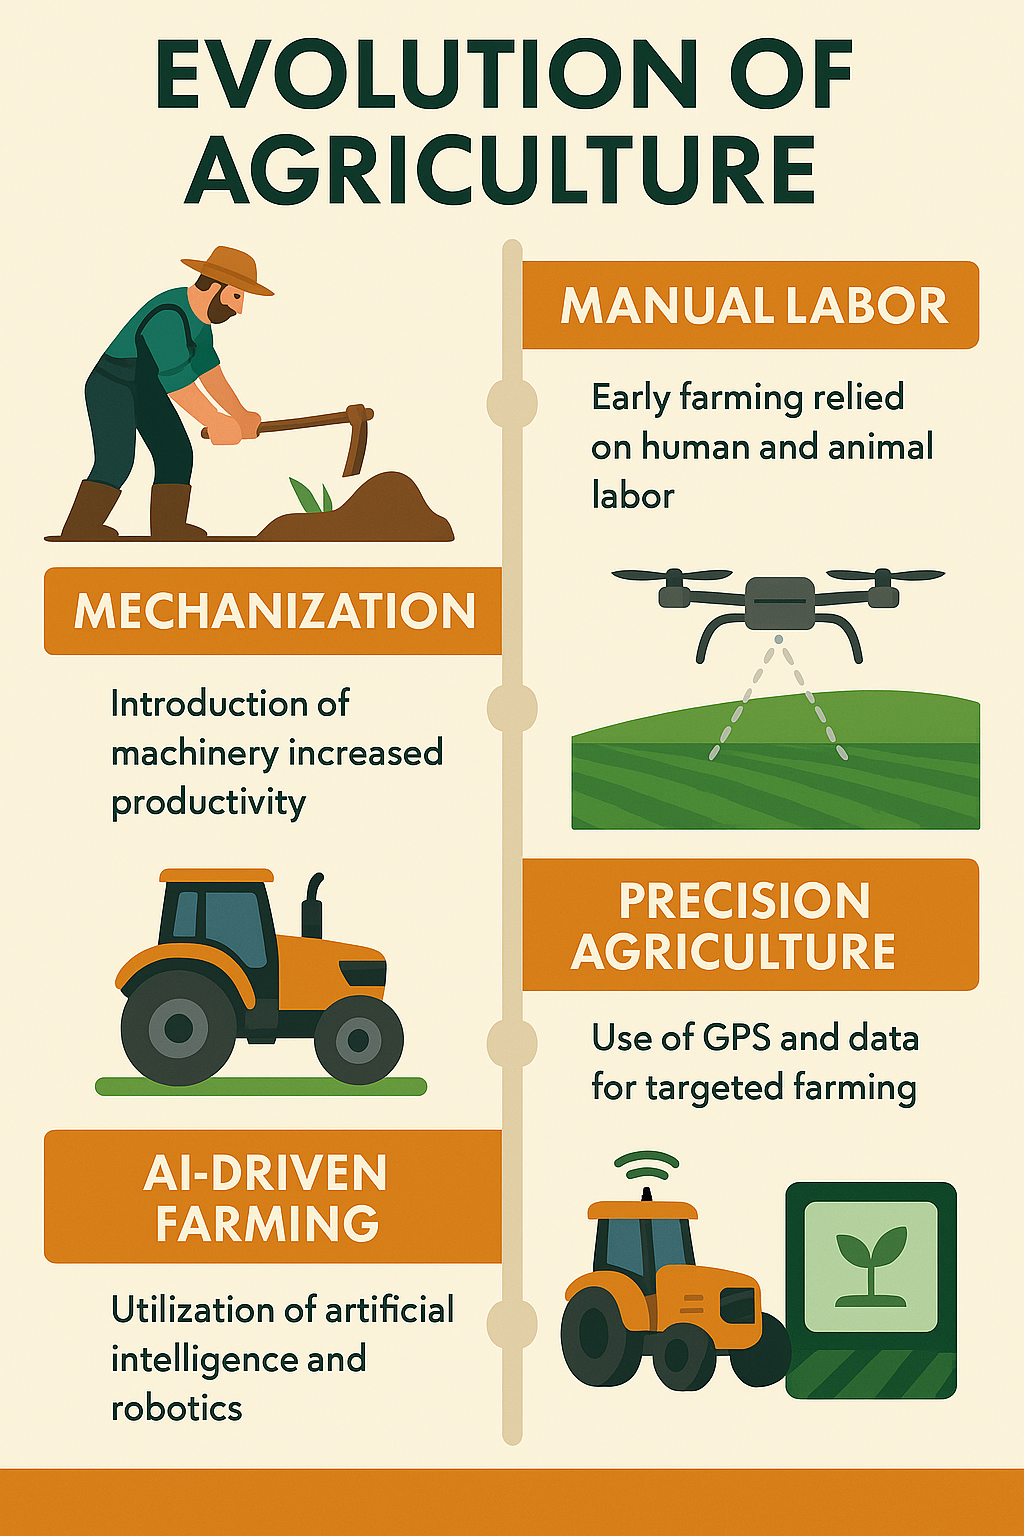 EVOLUTION OF
AGRICULTURE
MANUAL LABOR
Early farming relied
on human and animal
labor
MECHANIZATION
Introduction of
machinery increased
productivity
PRECISION
AGRICULTURE
Use of GPS and data
for targeted farming
AI-DRIVEN
FARMING
Utilization of artificial
intelligence and
robotics